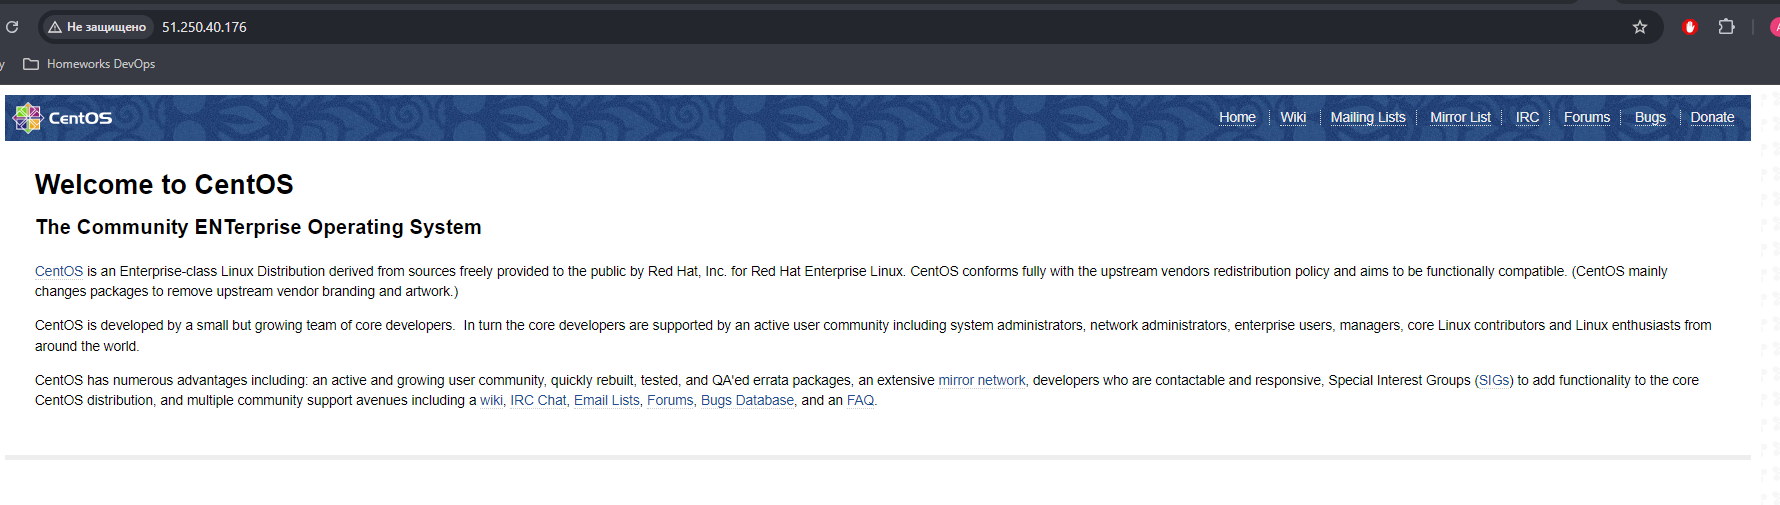 Не защищено 51.250.40.176
y Homeworks DevOps
CentOS Home Wiki Mailing Lists Mirror List IRC Forums Bugs Donate
Welcome to CentOS
The Community ENTerprise Operating System
CentOS is an Enterprise-class Linux Distribution derived from sources freely provided to the public by Red Hat, Inc. for Red Hat Enterprise Linux. CentOS conforms fully with the upstream vendors redistribution policy and aims to be functionally compatible. (CentOS mainly
changes packages to remove upstream vendor branding and artwork.)
CentOS is developed by a small but growing team of core developers.  In turn the core developers are supported by an active user community including system administrators, network administrators, enterprise users, managers, core Linux contributors and Linux enthusiasts from
around the world.
CentOS has numerous advantages including: an active and growing user community, quickly rebuilt, tested, and QA'ed errata packages, an extensive mirror network, developers who are contactable and responsive, Special Interest Groups (SIGs) to add functionality to the core
CentOS distribution, and multiple community support avenues including a wiki, IRC Chat, Email Lists, Forums, Bugs Database, and an FAQ.